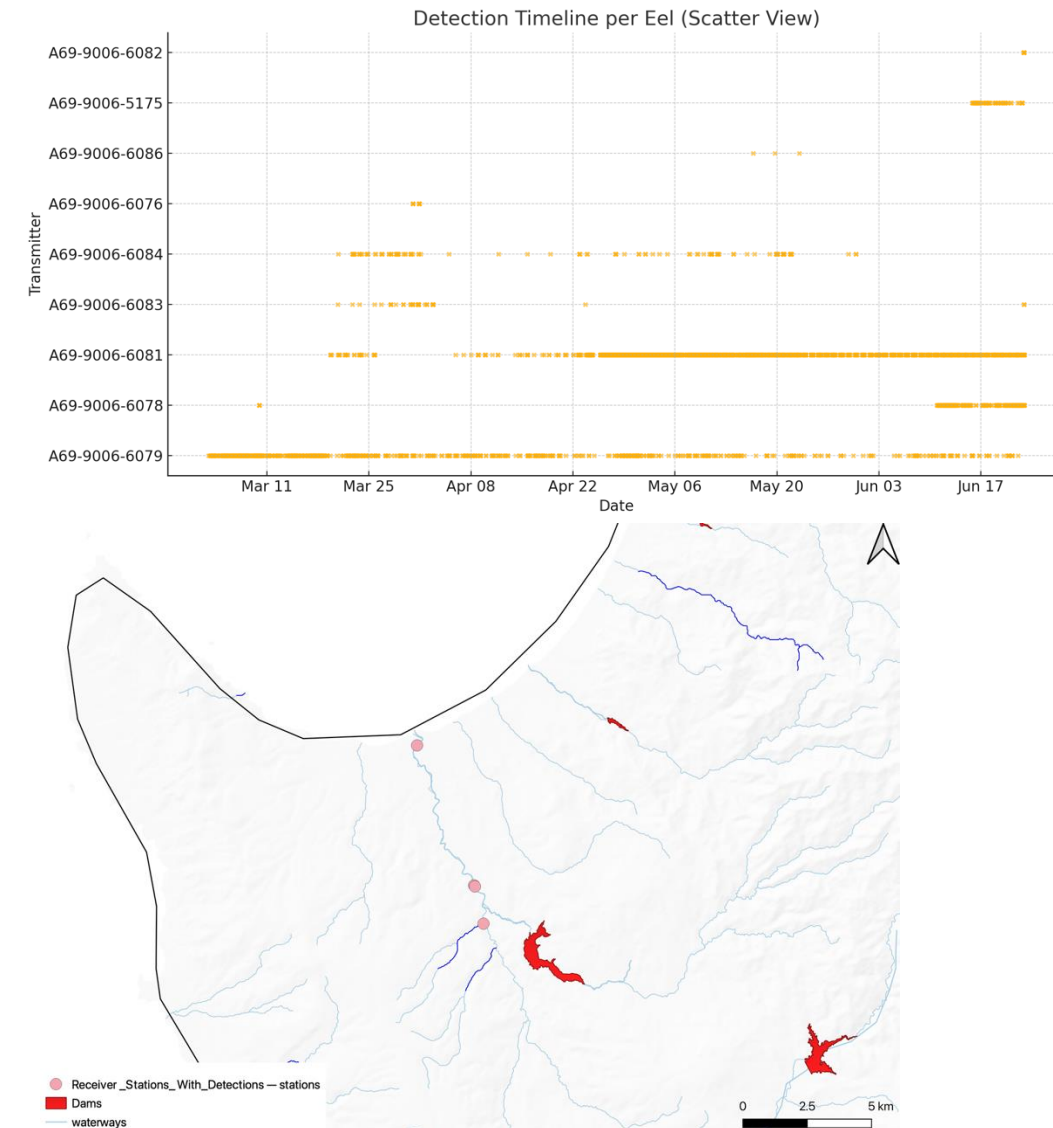 Detection Timeline per Eel (Scatter View)
A69-9006-6082
A69-9006-5175
A69-9006-6086
A69-9006-6076
A69-9006-6084
A69-9006-6083
A69-9006-6081
A69-9006-6078
A69-9006-6079
Transmitter
Mar 11 Mar 25 Apr 08 Apr 22 May 06 May 20 Jun 03 Jun 17
Date
Receiver _Stations_With_Detections — stations
Dams
waterways
0 2.5 5 km